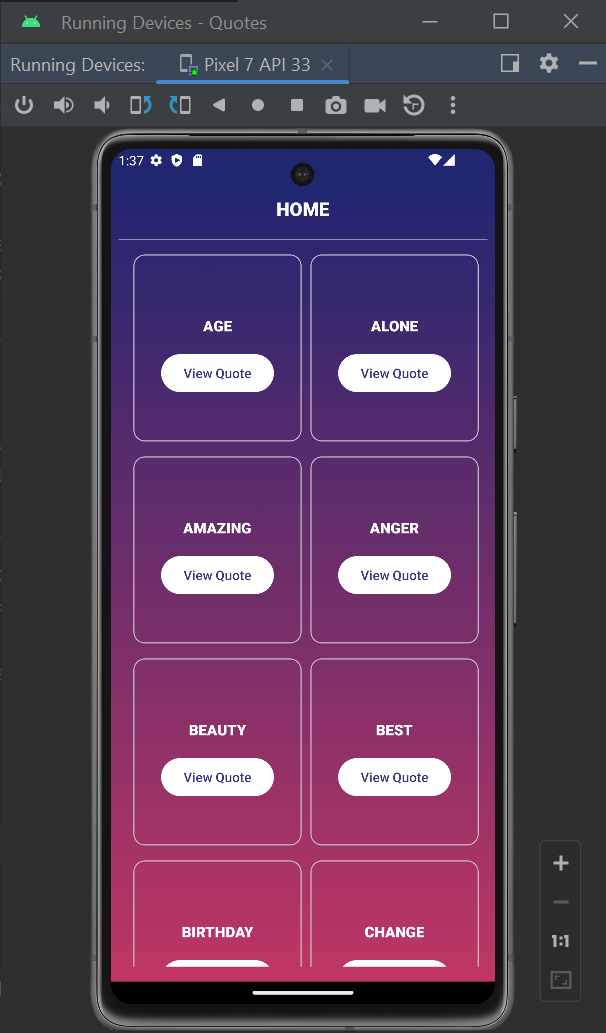 Running Devices - Quotes
Running Devices: Pixel 7 API 33
1:37
HOME
AGE ALONE
View Quote View Quote
AMAZING ANGER
View Quote View Quote
BEAUTY BEST
View Quote View Quote
BIRTHDAY CHANGE
1:1